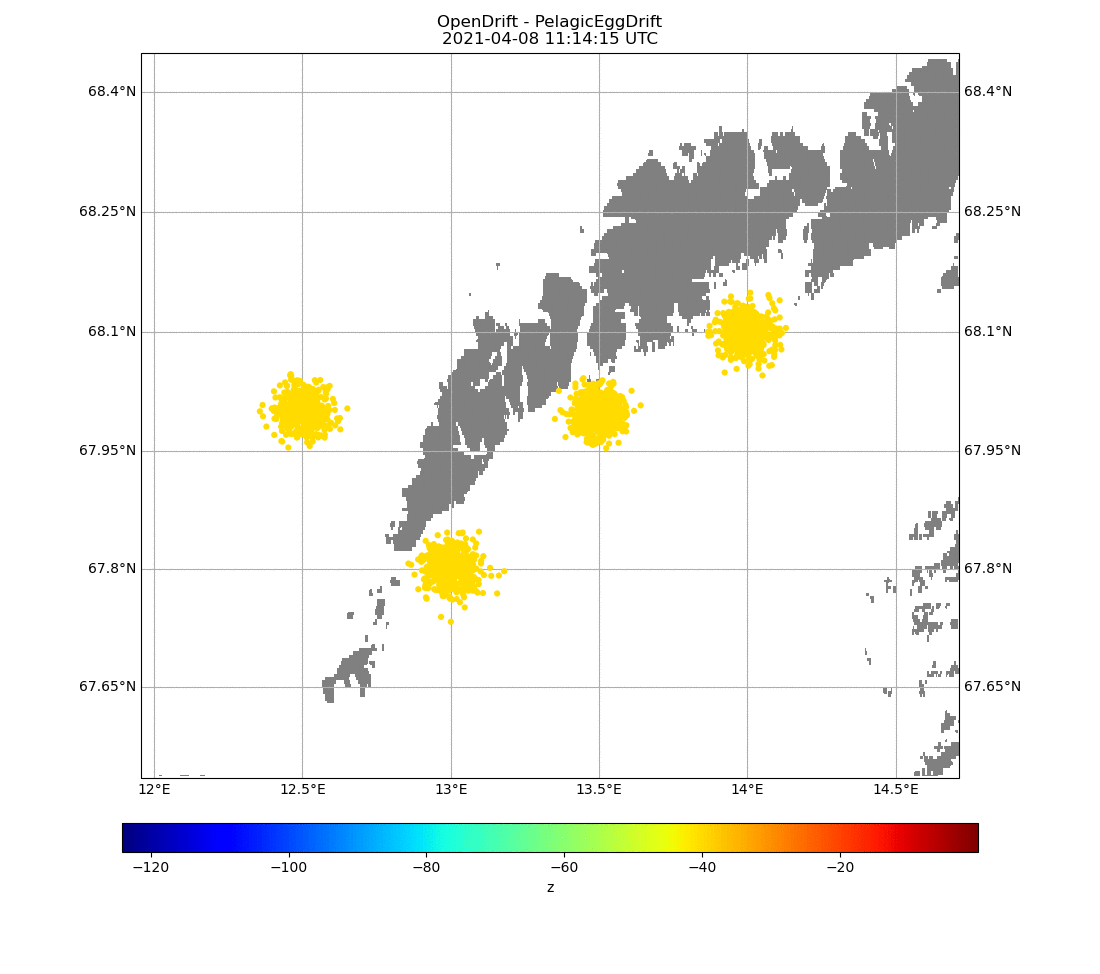 OpenDrift - PelagicEggDrift
2021-04-08 11:14:15 UTC
68.4°N 68.4°N
68.25°N 68.25°N
68.1°N 68.1°N
67.95°N 67.95°N
67.8°N 67.8°N
67.65°N 67.65°N
12°E 12.5°E 13°E 13.5°E 14°E 14.5°E
−120 −100 −80 −60 −40 −20
z